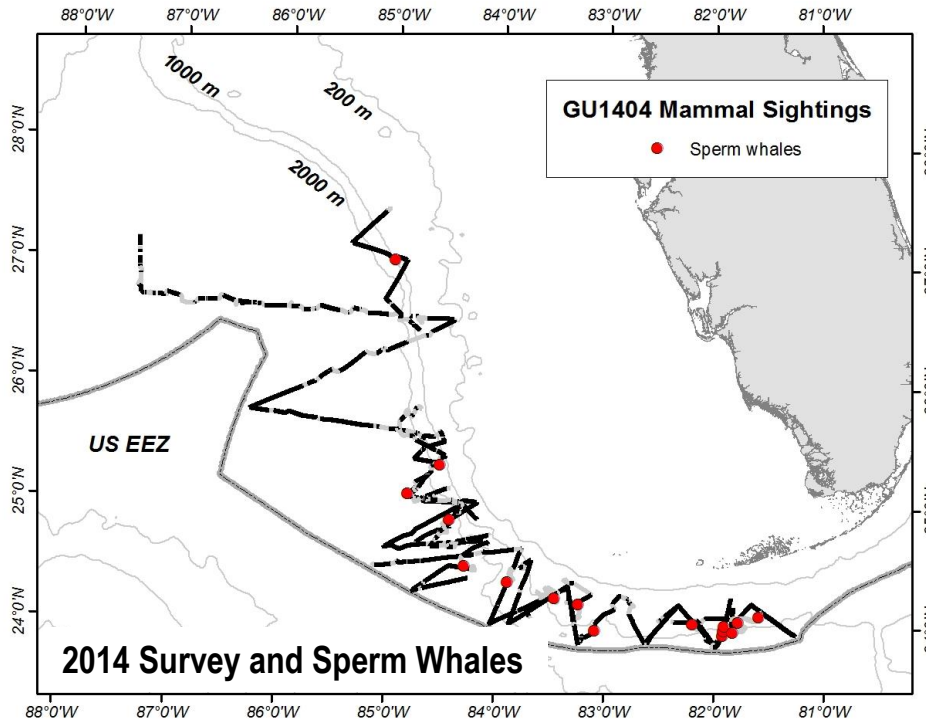 88°0'W 87°0'W 86°0'W 85°0'W 84°0'W 83°0'W 82°0'W 81°0'W
1000 m
200 m
2000 m
GU1404 Mammal Sightings
Sperm whales
28°0'N
27°0'N
26°0'N
25°0'N
24°0'N
US EEZ
2014 Survey and Sperm Whales
88°0'W 87°0'W 86°0'W 85°0'W 84°0'W 83°0'W 82°0'W 81°0'W